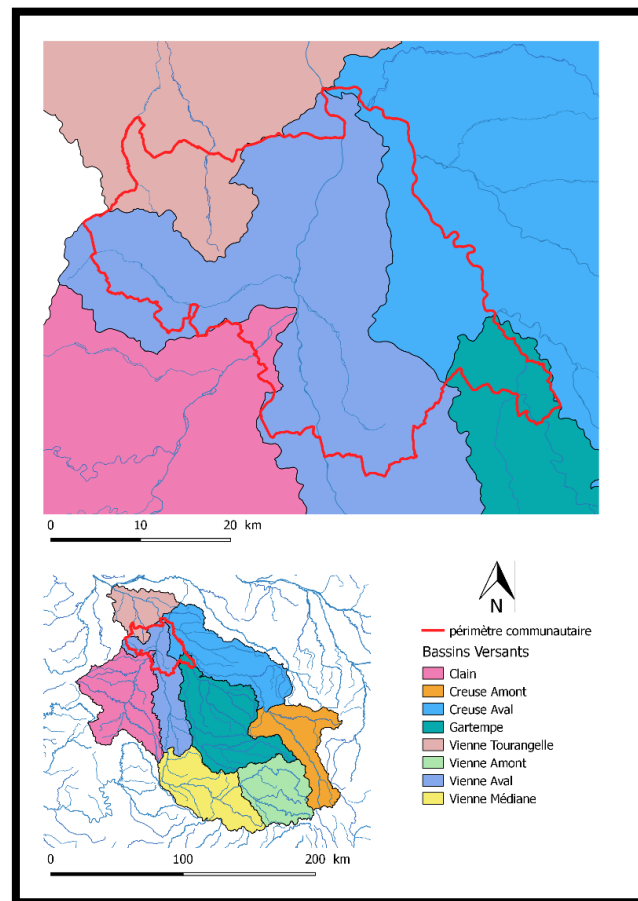 0 10 20 km
N
périmètre communautaire
Bassins Versants
Clain
Creuse Amont
Creuse Aval
Gartempe
Vienne Tourangelle
Vienne Amont
Vienne Aval
Vienne Médiane
0 100 200 km